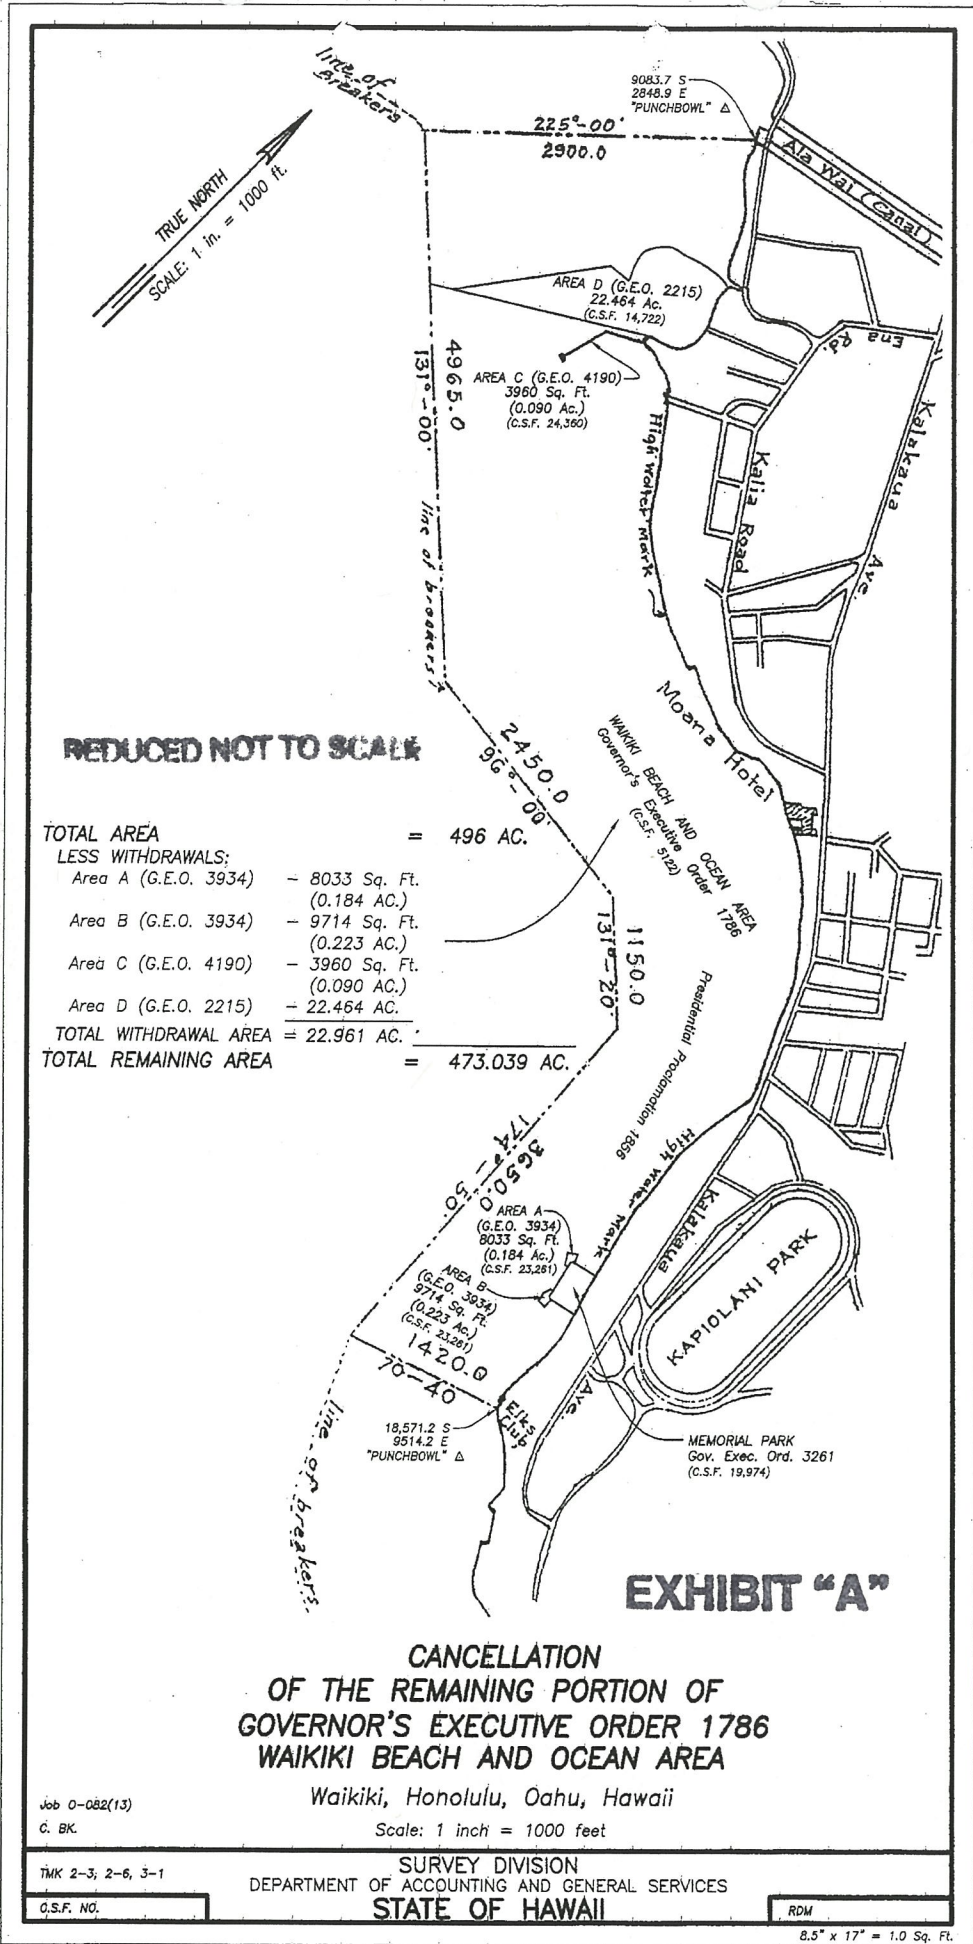 line of
Breakers
9083.7 S
2848.9 E
"PUNCHBOWL" △
225°-00'
2900.0
Ala Wai (Canal)
TRUE NORTH
SCALE: 1 in. = 1000 ft.
AREA D (G.E.O. 2215)
22.464 Ac.
(C.S.F. 14,722)
Ena
Rd.
4965.0
131°-00'
AREA C (G.E.O. 4190)
3960 Sq. Ft.
(0.090 Ac.)
(C.S.F. 24,360)
High Water Mark
Kalia Road
Kalakaua
Ave.
line of breakers
Moana Hotel
REDUCED NOT TO SCALE
2450.0
96°-00'
WAIKIKI BEACH AND OCEAN AREA
Governor's Executive Order 1786
(C.S.F. 5122)
TOTAL AREA = 496 AC.
LESS WITHDRAWALS:
Area A (G.E.O. 3934) - 8033 Sq. Ft.
(0.184 AC.)
Area B (G.E.O. 3934) - 9714 Sq. Ft.
(0.223 AC.)
Area C (G.E.O. 4190) - 3960 Sq. Ft.
(0.090 AC.)
Area D (G.E.O. 2215) - 22.464 AC.
TOTAL WITHDRAWAL AREA = 22.961 AC.
TOTAL REMAINING AREA = 473.039 AC.
1150.0
131°-20'
Presidential Proclamation 1856
3650.0
174°-50'
High Water Mark
Kalakaua
Ave.
AREA A
(G.E.O. 3934)
8033 Sq. Ft.
(0.184 Ac.)
(C.S.F. 23,261)
AREA B
(G.E.O. 3934)
9714 Sq. Ft.
(0.223 Ac.)
(C.S.F. 23,261)
KAPIOLANI PARK
1420.0
70-40
Elks
Club
18,571.2 S
9514.2 E
"PUNCHBOWL" △
MEMORIAL PARK
Gov. Exec. Ord. 3261
(C.S.F. 19,974)
line of breakers
EXHIBIT "A"
CANCELLATION
OF THE REMAINING PORTION OF
GOVERNOR'S EXECUTIVE ORDER 1786
WAIKIKI BEACH AND OCEAN AREA
Waikiki, Honolulu, Oahu, Hawaii
Job O-082(13)
C. BK.
Scale: 1 inch = 1000 feet
TMK 2-3; 2-6, 3-1
SURVEY DIVISION
DEPARTMENT OF ACCOUNTING AND GENERAL SERVICES
C.S.F. NO.
STATE OF HAWAII
RDM
8.5" x 17" = 1.0 Sq. Ft.